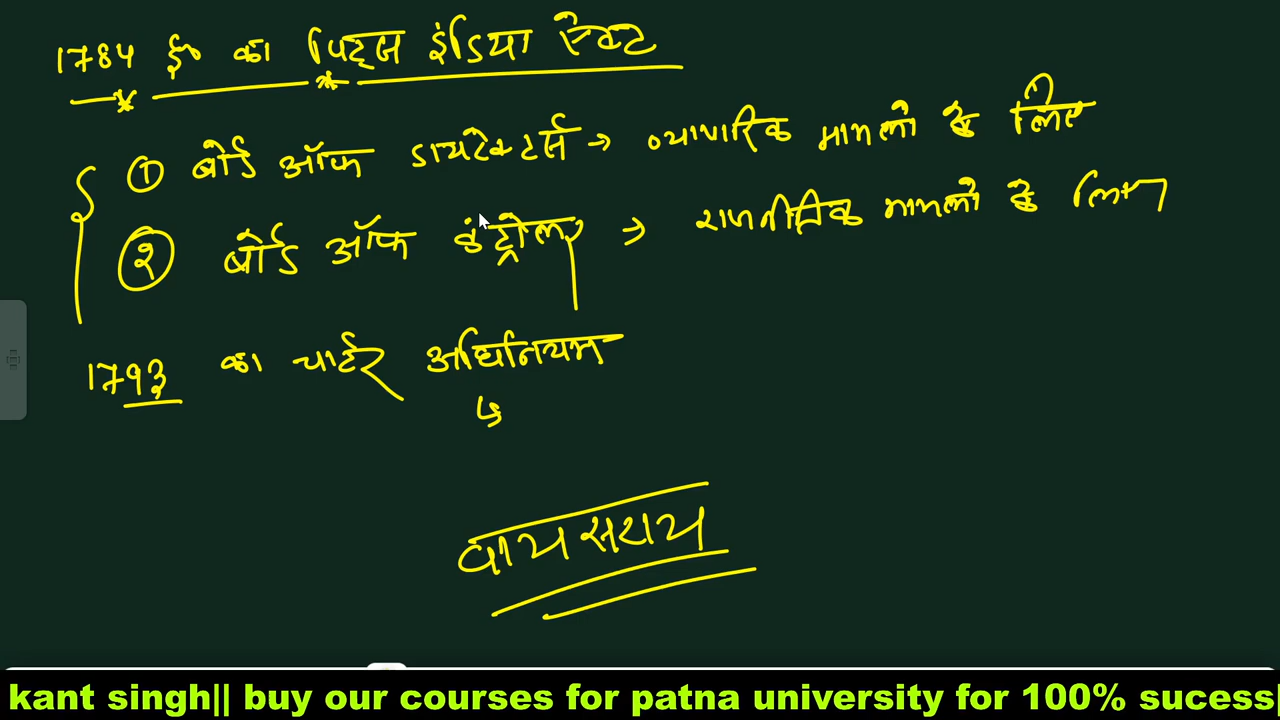 1784 ई० का पिट्स इंडिया एक्ट
① बोर्ड ऑफ डायरेक्टर्स → व्यापारिक मामलों के लिए
② बोर्ड ऑफ कंट्रोल → राजनीतिक मामलों के लिए
1793 का चार्टर अधिनियम
वायसराय
kant singh|| buy our courses for patna university for 100% sucess